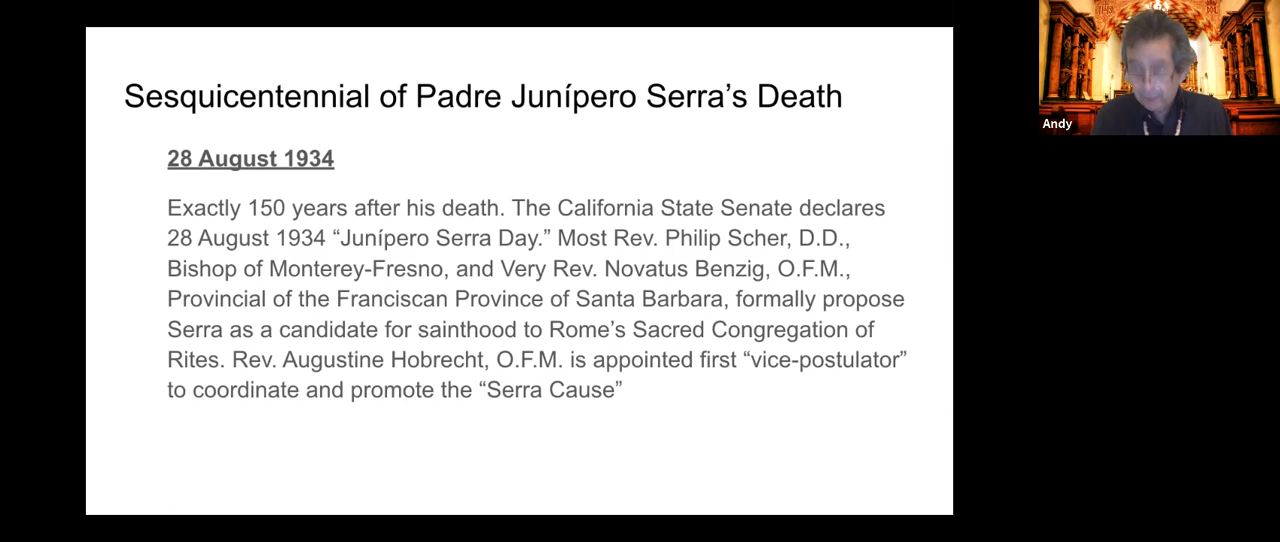 Sesquicentennial of Padre Junípero Serra’s Death
28 August 1934
Exactly 150 years after his death. The California State Senate declares
28 August 1934 “Junípero Serra Day.” Most Rev. Philip Scher, D.D.,
Bishop of Monterey-Fresno, and Very Rev. Novatus Benzig, O.F.M.,
Provincial of the Franciscan Province of Santa Barbara, formally propose
Serra as a candidate for sainthood to Rome’s Sacred Congregation of
Rites. Rev. Augustine Hobrecht, O.F.M. is appointed first “vice-postulator”
to coordinate and promote the “Serra Cause”
Andy